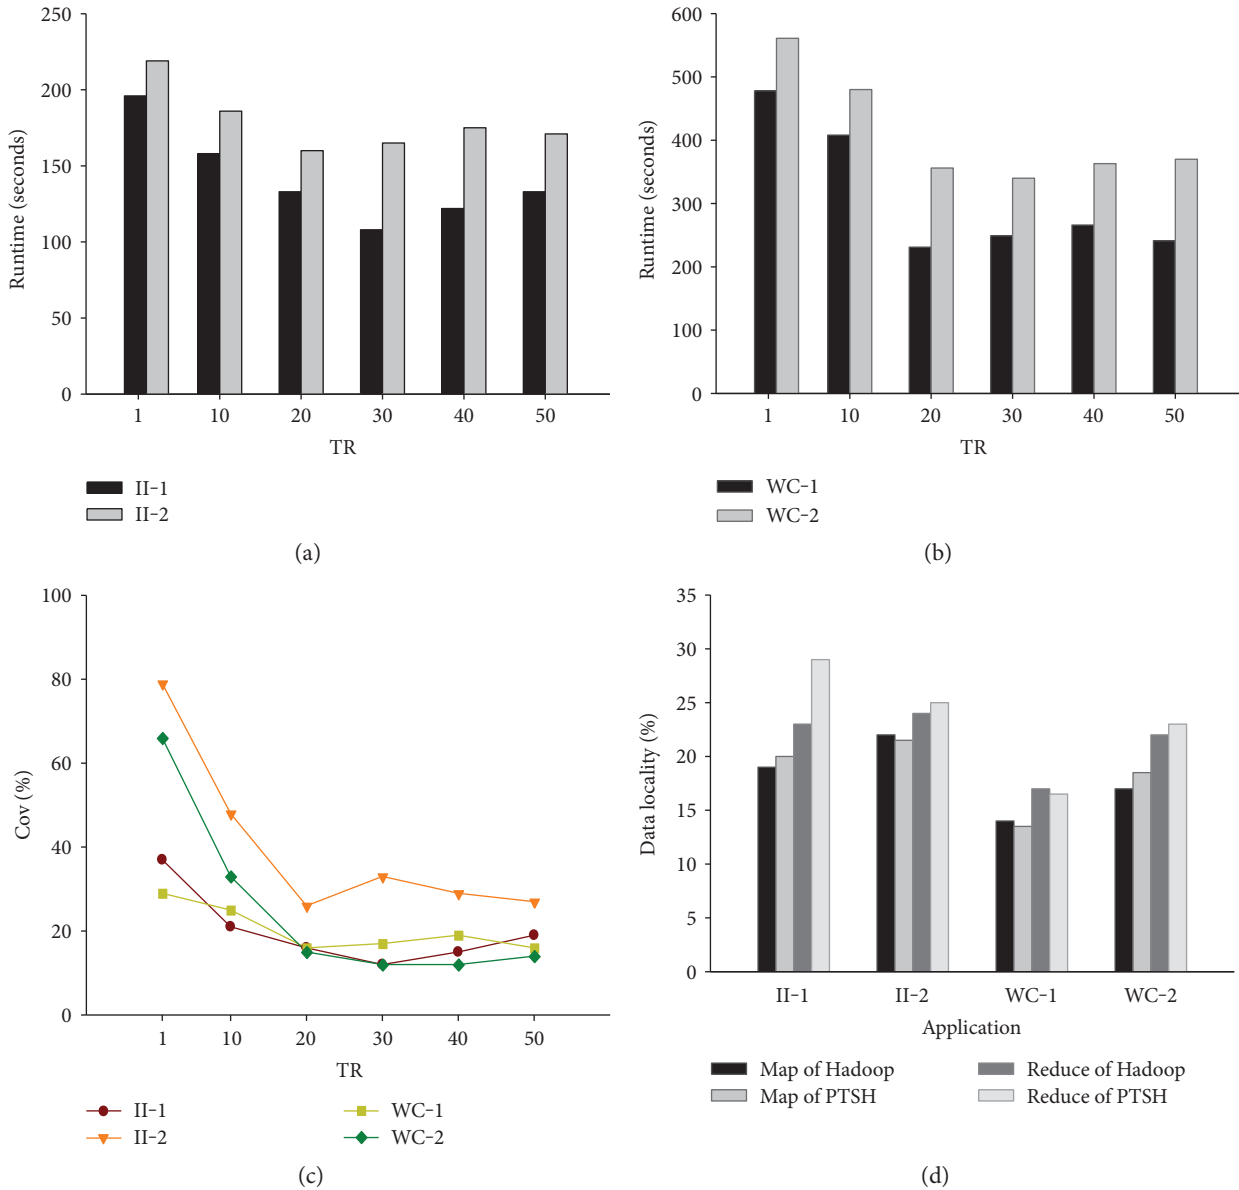 Runtime (seconds)
250
200
150
100
50
0
1 10 20 30 40 50
TR
II-1
II-2
(a)
Runtime (seconds)
600
500
400
300
200
100
0
1 10 20 30 40 50
TR
WC-1
WC-2
(b)
Cov (%)
100
80
60
40
20
0
1 10 20 30 40 50
TR
II-1 WC-1
II-2 WC-2
(c)
Data locality (%)
35
30
25
20
15
10
5
0
II-1 II-2 WC-1 WC-2
Application
Map of Hadoop Reduce of Hadoop
Map of PTSH Reduce of PTSH
(d)